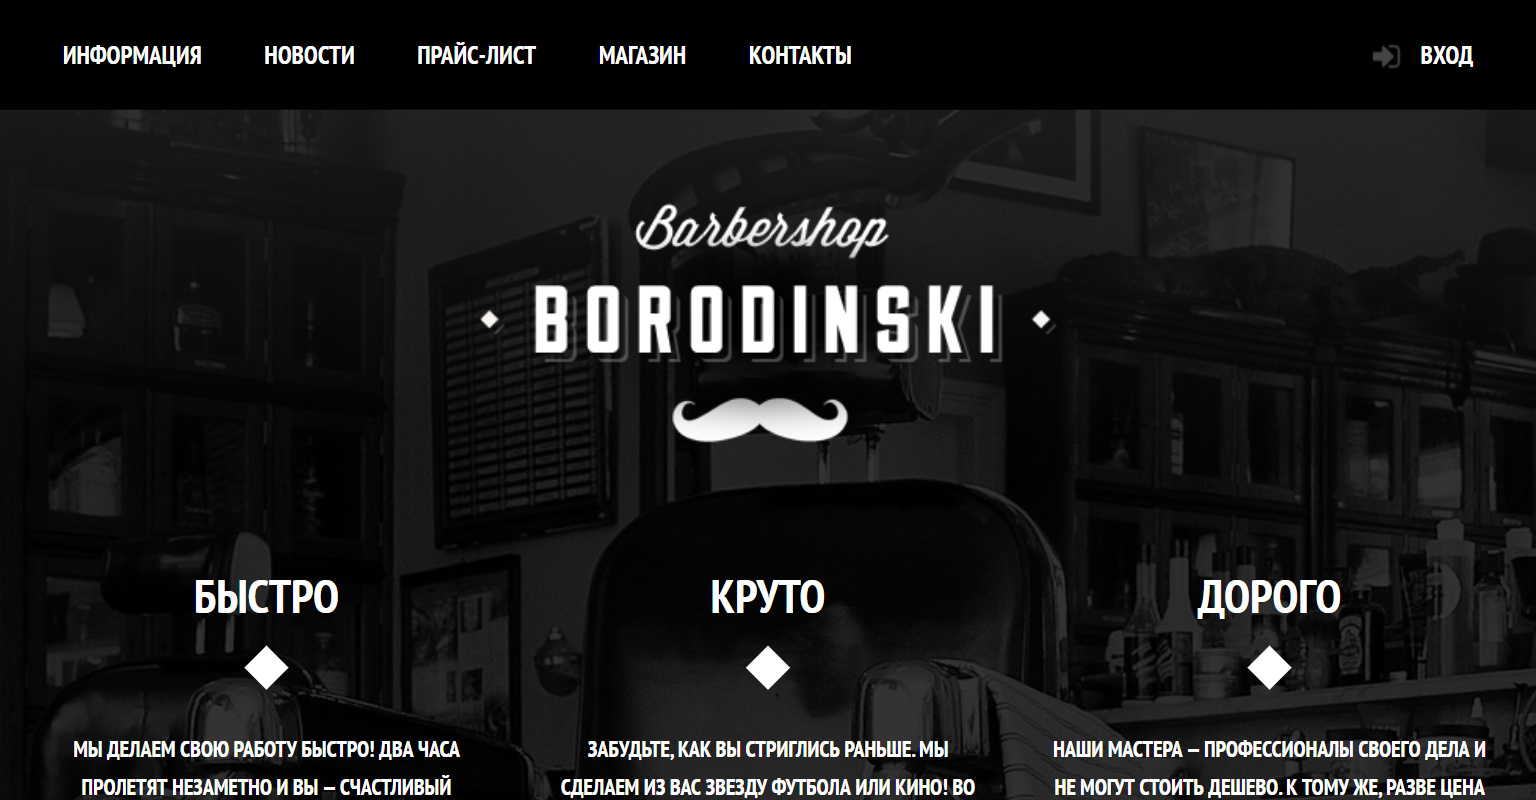 ИНФОРМАЦИЯ НОВОСТИ ПРАЙС-ЛИСТ МАГАЗИН КОНТАКТЫ ВХОД
Barbershop
BORODINSKI
БЫСТРО КРУТО ДОРОГО
МЫ ДЕЛАЕМ СВОЮ РАБОТУ БЫСТРО! ДВА ЧАСА
ПРОЛЕТЯТ НЕЗАМЕТНО И ВЫ – СЧАСТЛИВЫЙ
ЗАБУДЬТЕ, КАК ВЫ СТРИГЛИСЬ РАНЬШЕ. МЫ
СДЕЛАЕМ ИЗ ВАС ЗВЕЗДУ ФУТБОЛА ИЛИ КИНО! ВО
НАШИ МАСТЕРА – ПРОФЕССИОНАЛЫ СВОЕГО ДЕЛА И
НЕ МОГУТ СТОИТЬ ДЕШЕВО. К ТОМУ ЖЕ, РАЗВЕ ЦЕНА